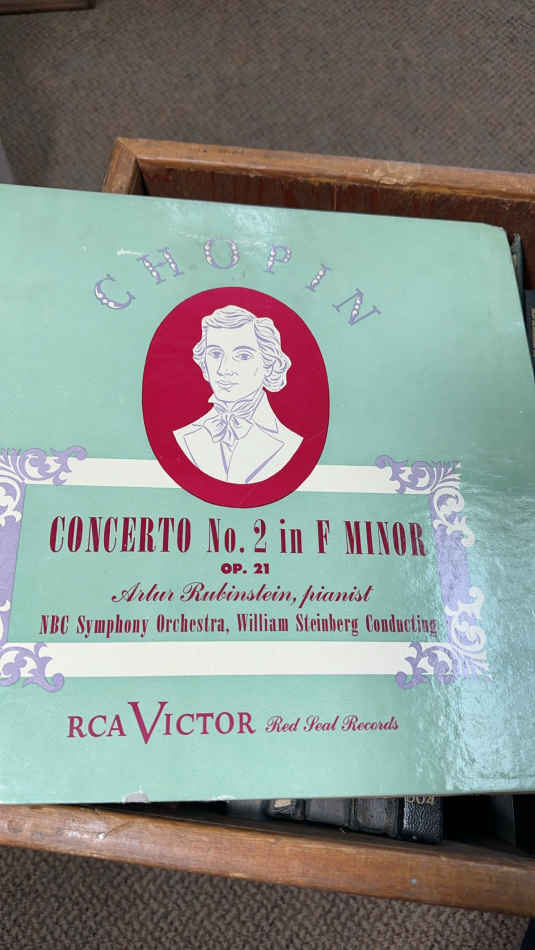 CHOPIN
CONCERTO No. 2 in F MINOR
OP. 21
Artur Rubinstein, pianist
NBC Symphony Orchestra, William Steinberg Conducting
RCA VICTOR Red Seal Records